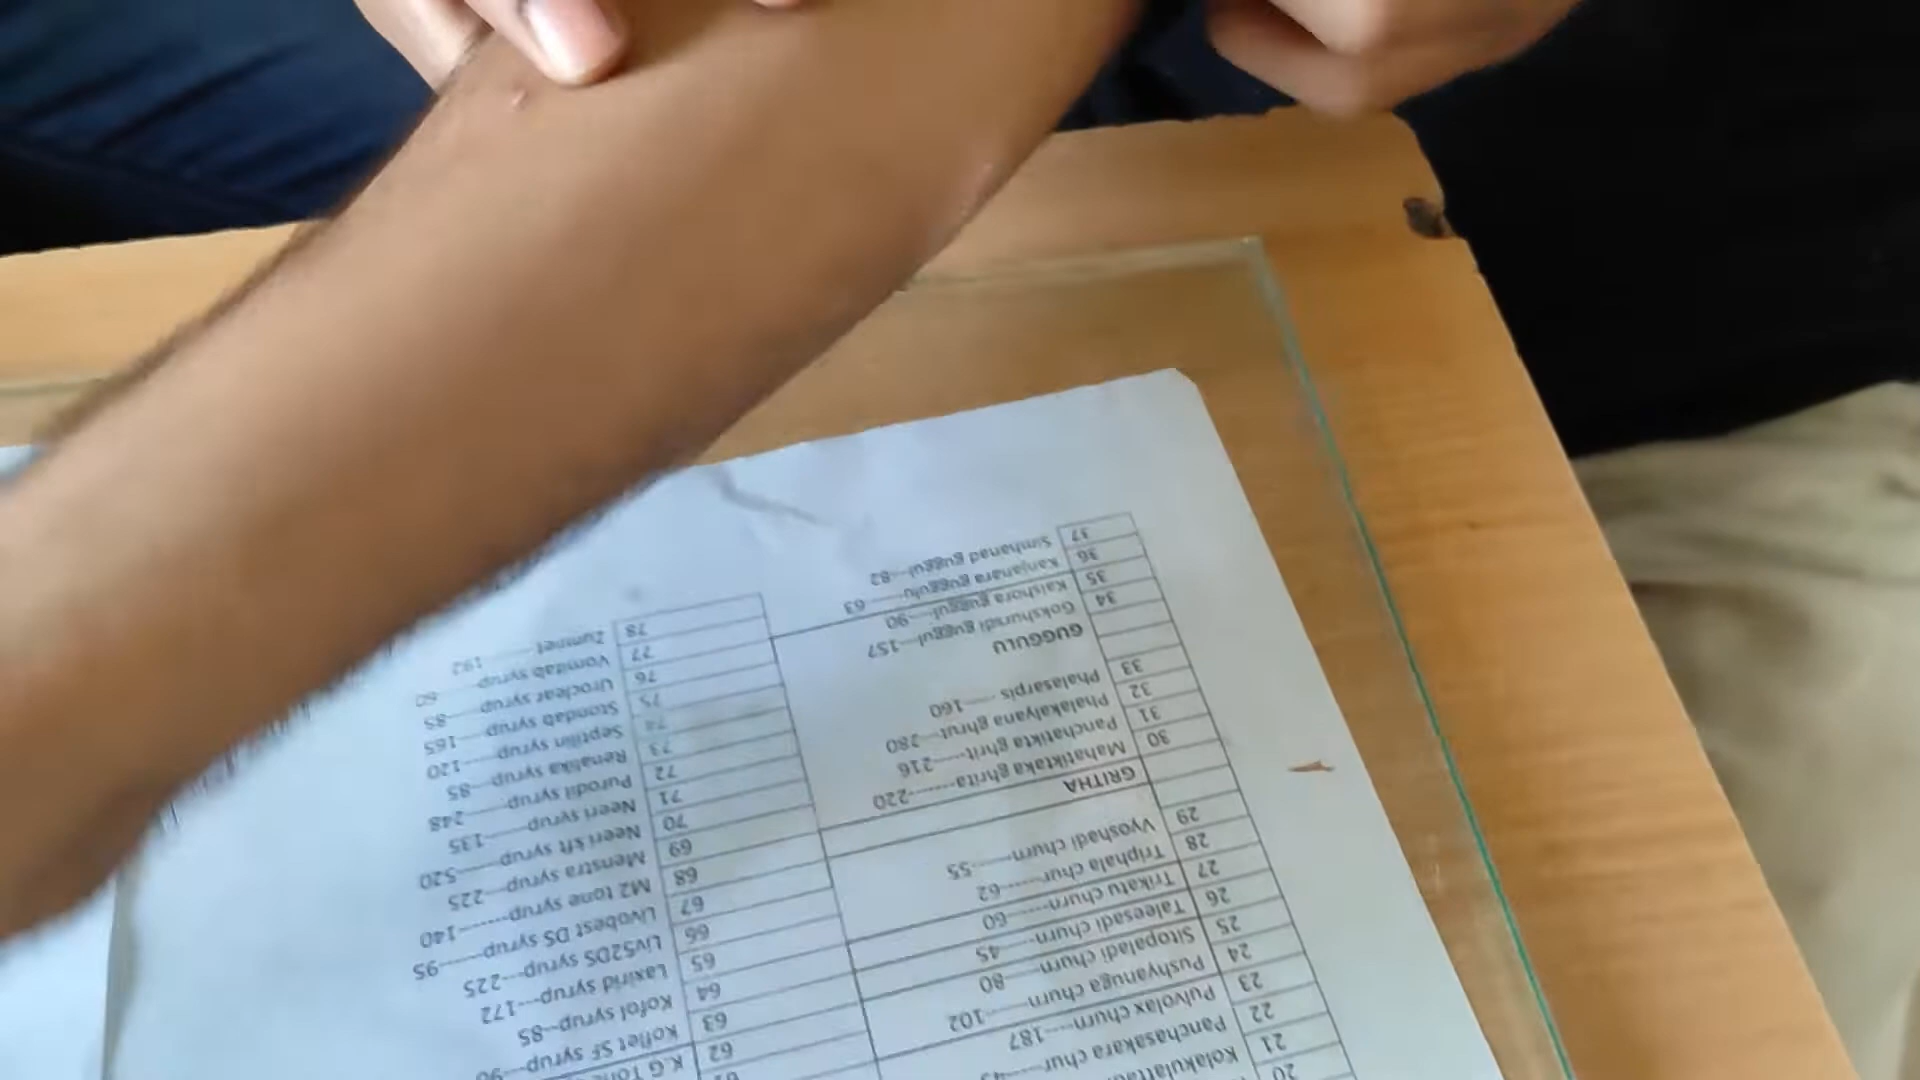 20
21
22 Panchasakara chur
23 Pulvolax churn-----187
24 Pushyanuga churn--------102
25 Sitopaladi churn--------80
26 Taleesadi churn--------45
27 Trikatu churn--------60
28 Triphala chur-------62
29 Vyoshadi churn-------55
GRITHA
30 Mahatiktaka ghrita---------220
31 Panchatikta ghrit------216
32 Phalakalyana ghrut---280
33 Phalasarpis ------160
GUGGULU
34 Gokshuradi guggul---157
35 Kaishora guggul----90
36 Kanjanara guggulu------ 63
37 Simhanad guggul---82
62 K.G Tone
63 Koflet SF syrup---90
64 Kofol syrup--85
65 Laxirid syrup----172
66 Liv52DS syrup---225
67 Livobest DS syrup------95
68 M2 tone syrup---------140
69 Menstra syrup---225
70 Neeri kft syrup------520
71 Neeri syrup-------135
72 Purodil syrup--------248
73 Renalka syrup------85
74 Septilin syrup------120
75 Stondab syrup-----165
76 Uroclear syrup-----85
77 Vomitab syrup------80
78 Zumnet --------192